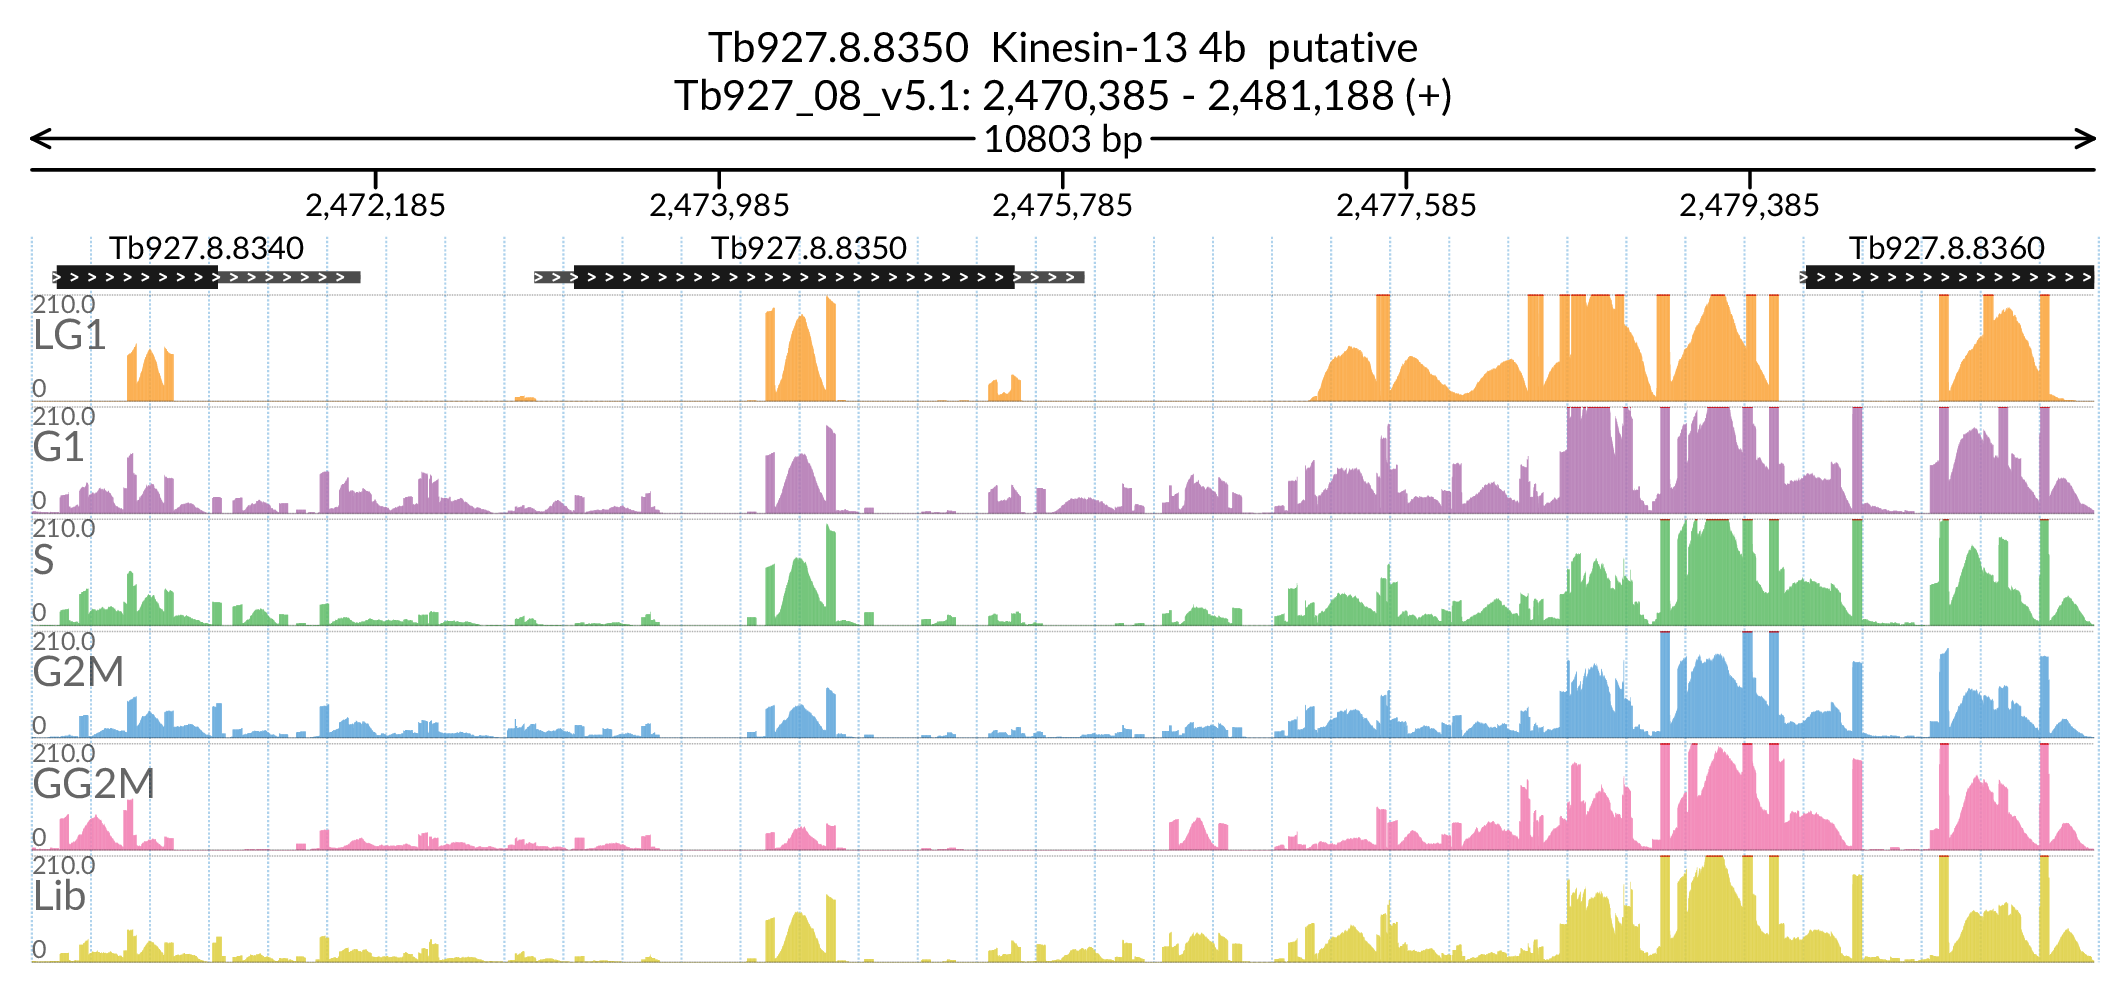 Tb927.8.8350  Kinesin-13 4b  putative
Tb927_08_v5.1: 2,470,385 - 2,481,188 (+)
10803 bp
2,472,185 2,473,985 2,475,785 2,477,585 2,479,385
Tb927.8.8340 Tb927.8.8350 Tb927.8.8360
210.0
LG1
0
210.0
G1
0
210.0
S
0
210.0
G2M
0
210.0
GG2M
0
210.0
Lib
0